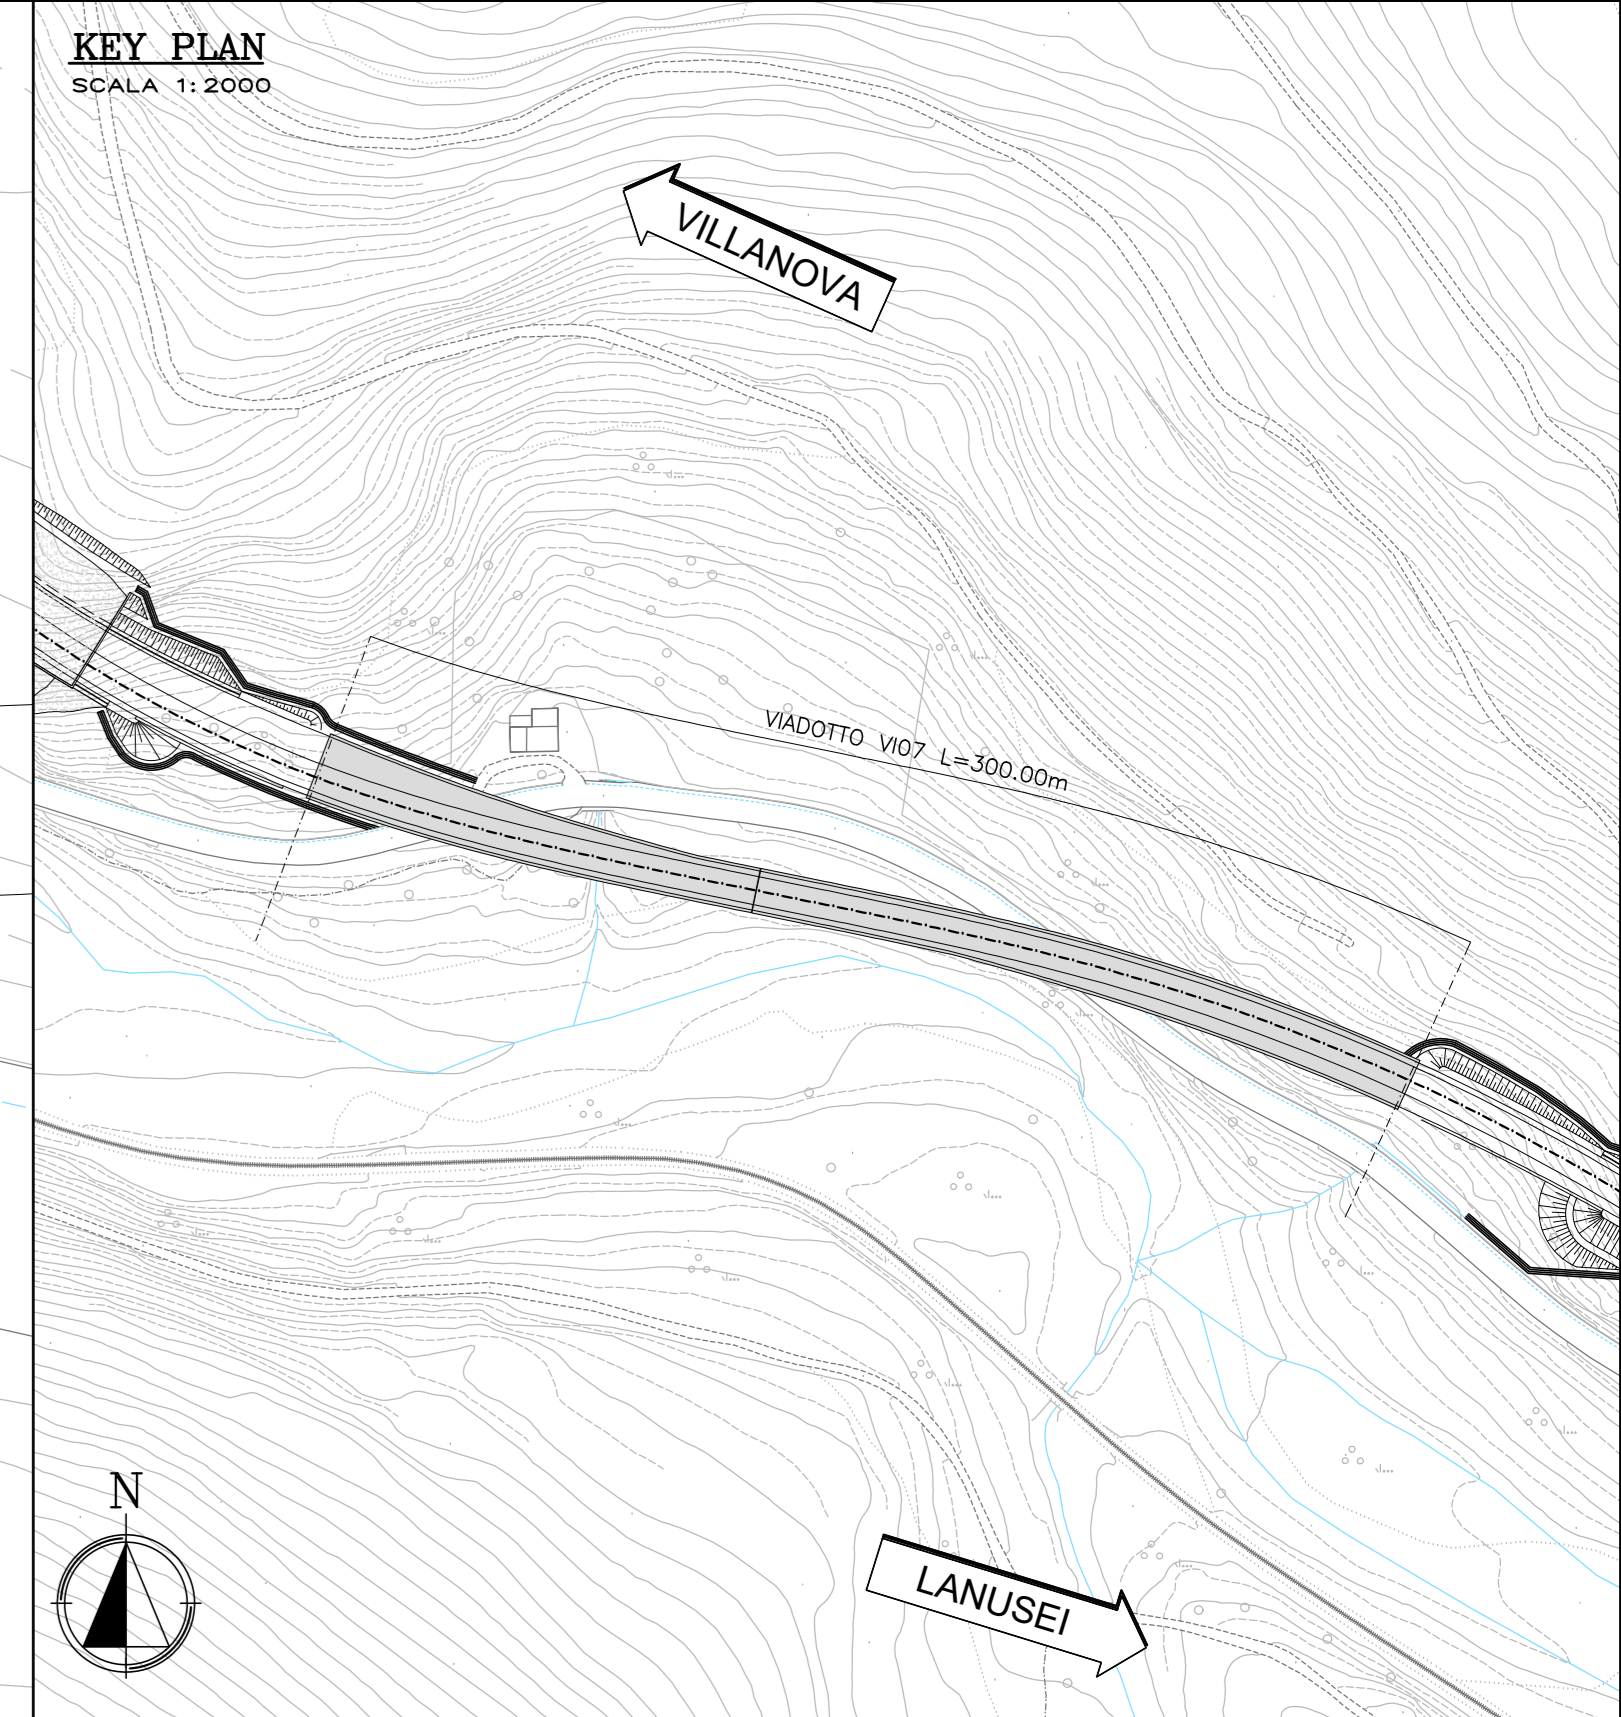 KEY PLAN
SCALA 1:2000
VILLANOVA
VIADOTTO VI07 L=300.00m
N
LANUSEI